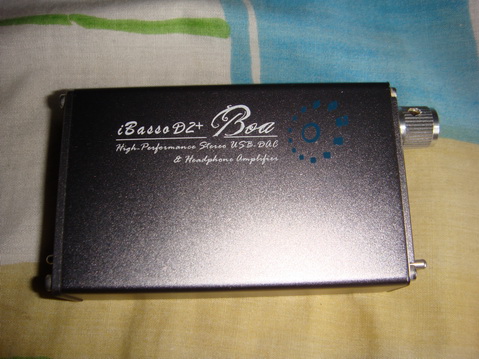 iBasso D2+ Boa
High-Performance Stereo USB-DAC
& Headphone Amplifier